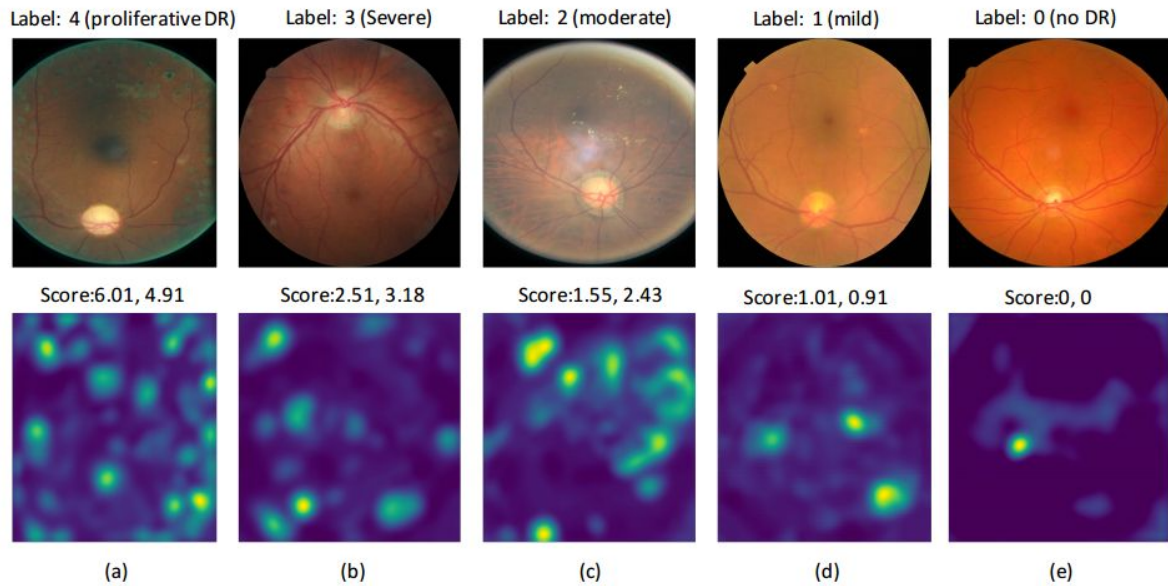 Label: 4 (proliferative DR) Label: 3 (Severe) Label: 2 (moderate) Label: 1 (mild) Label: 0 (no DR)
Score:6.01, 4.91 Score:2.51, 3.18 Score:1.55, 2.43 Score:1.01, 0.91 Score:0, 0
(a) (b) (c) (d) (e)